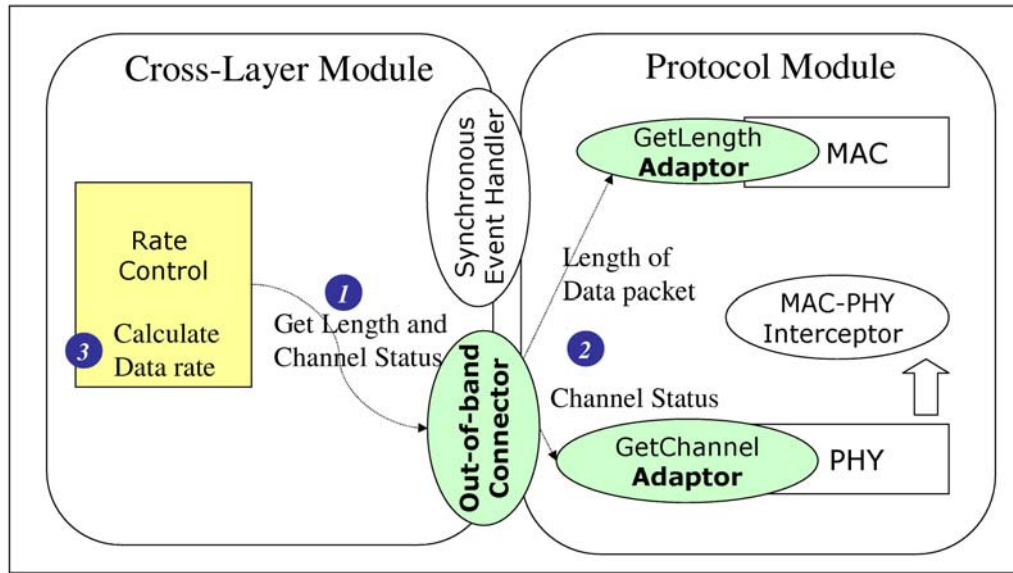 Cross-Layer Module
Protocol Module
Synchronous
Event Handler
GetLength
Adaptor
MAC
Rate
Control
3
Calculate
Data rate
1
Get Length and
Channel Status
Out-of-band
Connector
Length of
Data packet
2
Channel Status
MAC-PHY
Interceptor
GetChannel
Adaptor
PHY